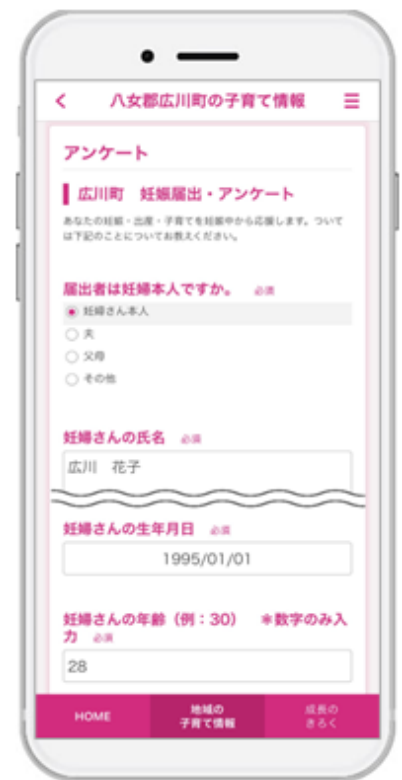 八女郡広川町の子育て情報
アンケート
広川町 妊娠届出・アンケート
あなたの妊娠・出産・子育てを妊娠中から応援します。ついて
は下記のことについてお教えください。
届出者は妊婦本人ですか。 必須
妊婦さん本人
夫
父母
その他
妊婦さんの氏名 必須
広川 花子
妊婦さんの生年月日 必須
1995/01/01
妊婦さんの年齢（例：30） ＊数字のみ入
力 必須
28
HOME
地域の
子育て情報
成長の
きろく